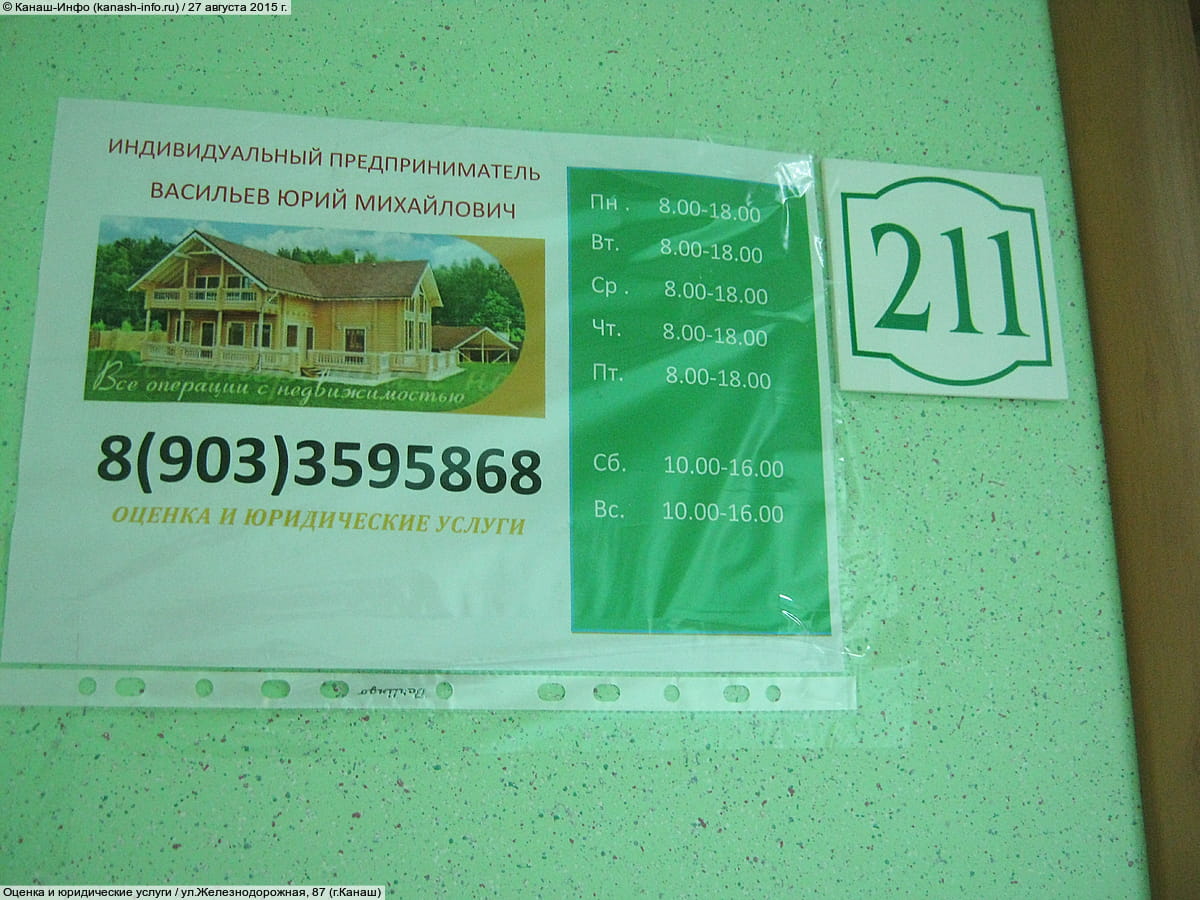 © Канаш-Инфо (kanash-info.ru) / 27 августа 2015 г.
ИНДИВИДУАЛЬНЫЙ ПРЕДПРИНИМАТЕЛЬ
ВАСИЛЬЕВ ЮРИЙ МИХАЙЛОВИЧ
Все операции с недвижимостью
8(903)3595868
ОЦЕНКА И ЮРИДИЧЕСКИЕ УСЛУГИ
Пн . 8.00-18.00
Вт. 8.00-18.00
Ср . 8.00-18.00
Чт. 8.00-18.00
Пт. 8.00-18.00
Сб. 10.00-16.00
Вс. 10.00-16.00
211
Berlingo
Оценка и юридические услуги / ул.Железнодорожная, 87 (г.Канаш)